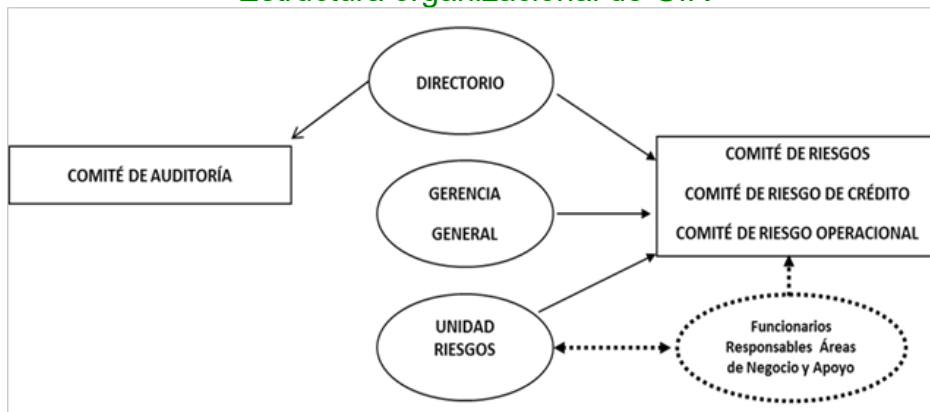 Estructura organizacional de GIR
DIRECTORIO
COMITÉ DE AUDITORÍA
COMITÉ DE RIESGOS
COMITÉ DE RIESGO DE CRÉDITO
COMITÉ DE RIESGO OPERACIONAL
GERENCIA
GENERAL
UNIDAD
RIESGOS
Funcionarios
Responsables Áreas
de Negocio y Apoyo